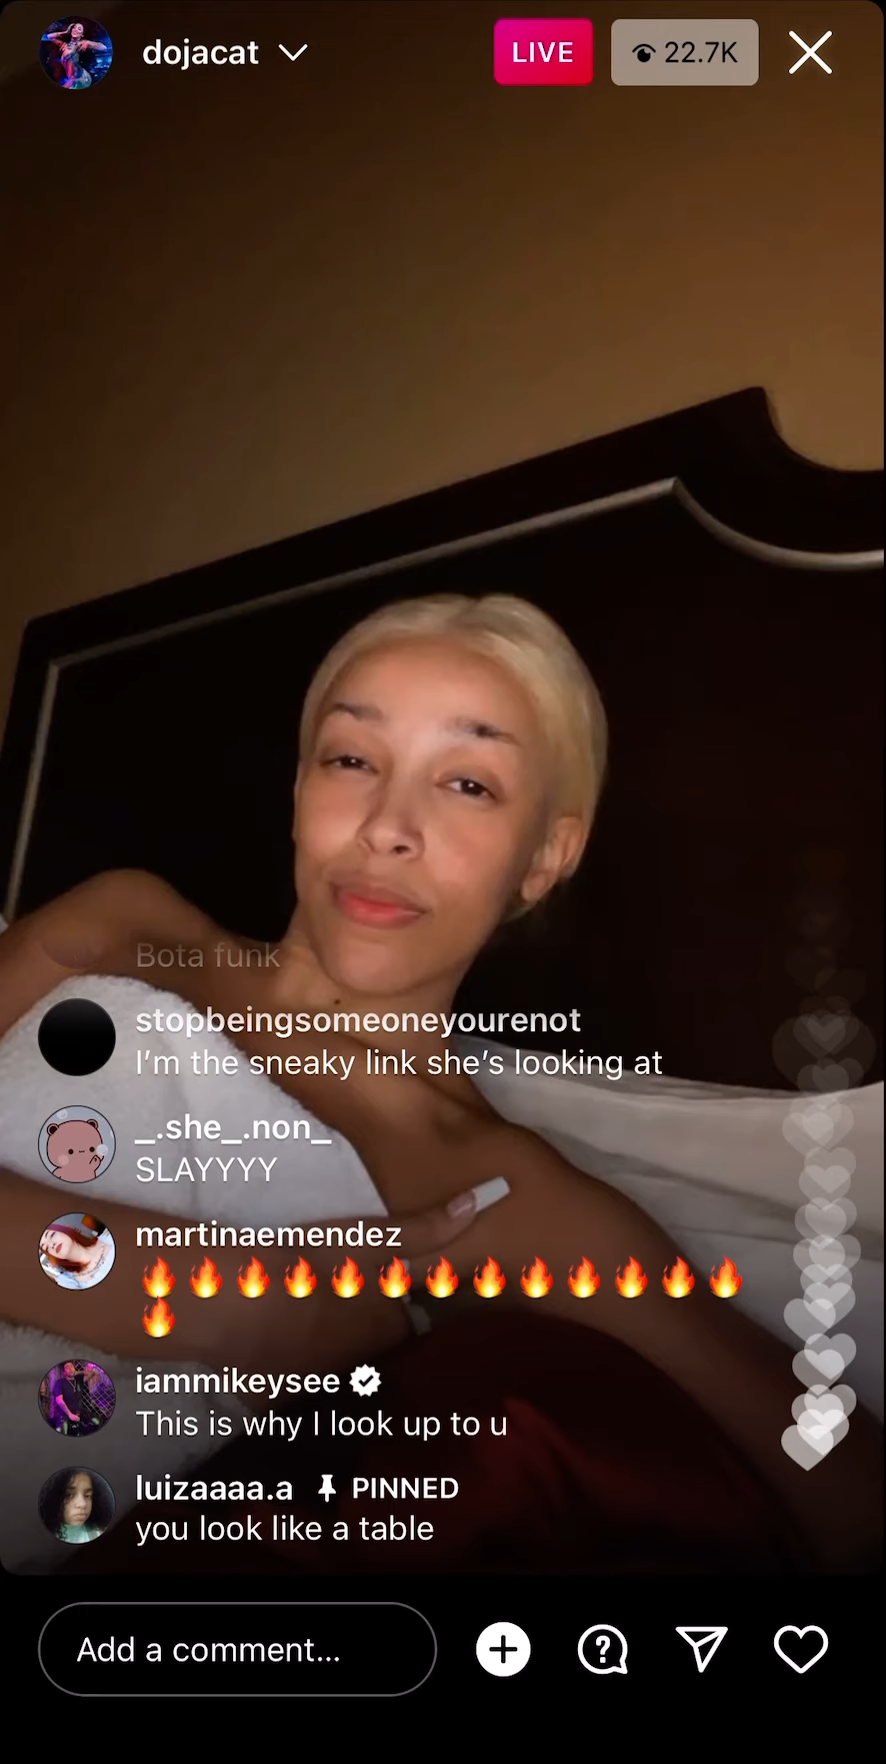 dojacat
LIVE
22.7K
Bota funk
stopbeingsomeoneyourenot
I'm the sneaky link she's looking at
_.she_.non_
SLAYYYY
martinaemendez
🔥🔥🔥🔥🔥🔥🔥🔥🔥🔥🔥🔥🔥
🔥
iammikeysee
This is why I look up to u
luizaaaa.a PINNED
you look like a table
Add a comment...